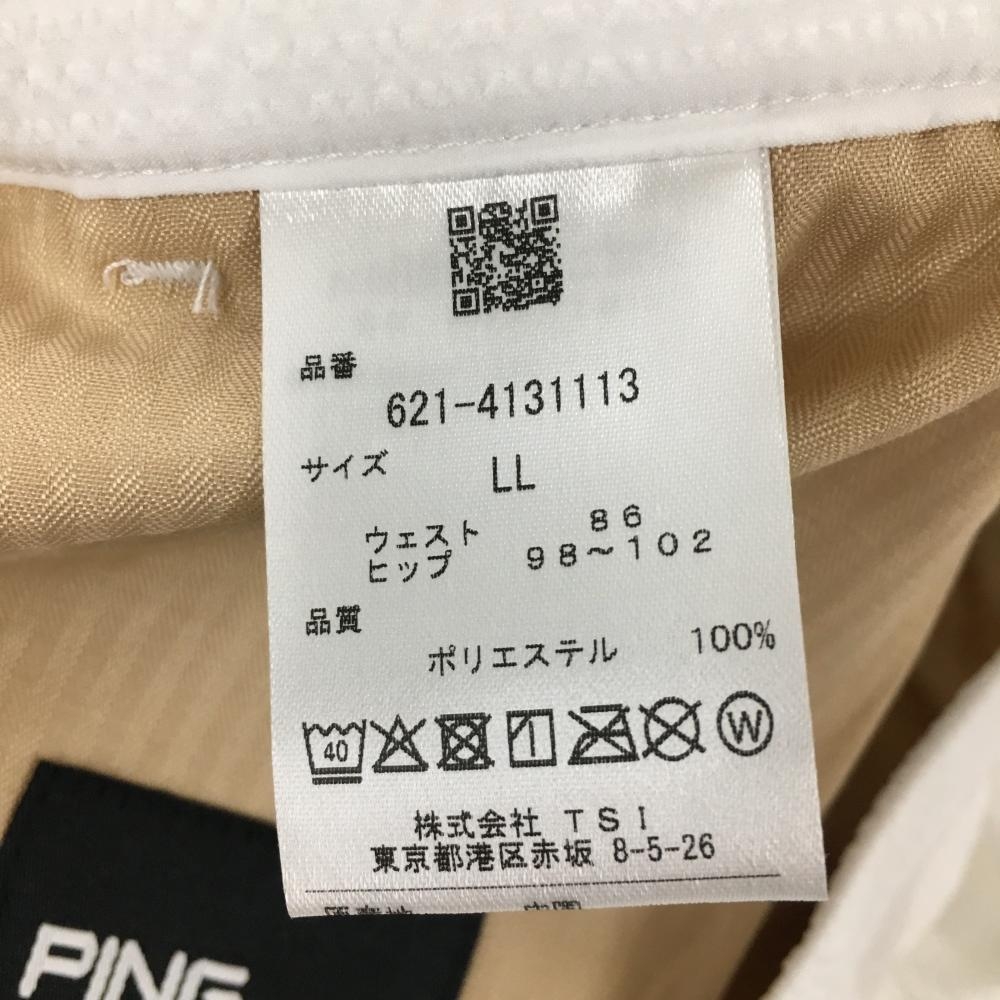 品番
621-4131113
サイズ LL
ウェスト 86
ヒップ 98～102
品質
ポリエステル 100%
40
W
株式会社 TSI
東京都港区赤坂 8-5-26
PING